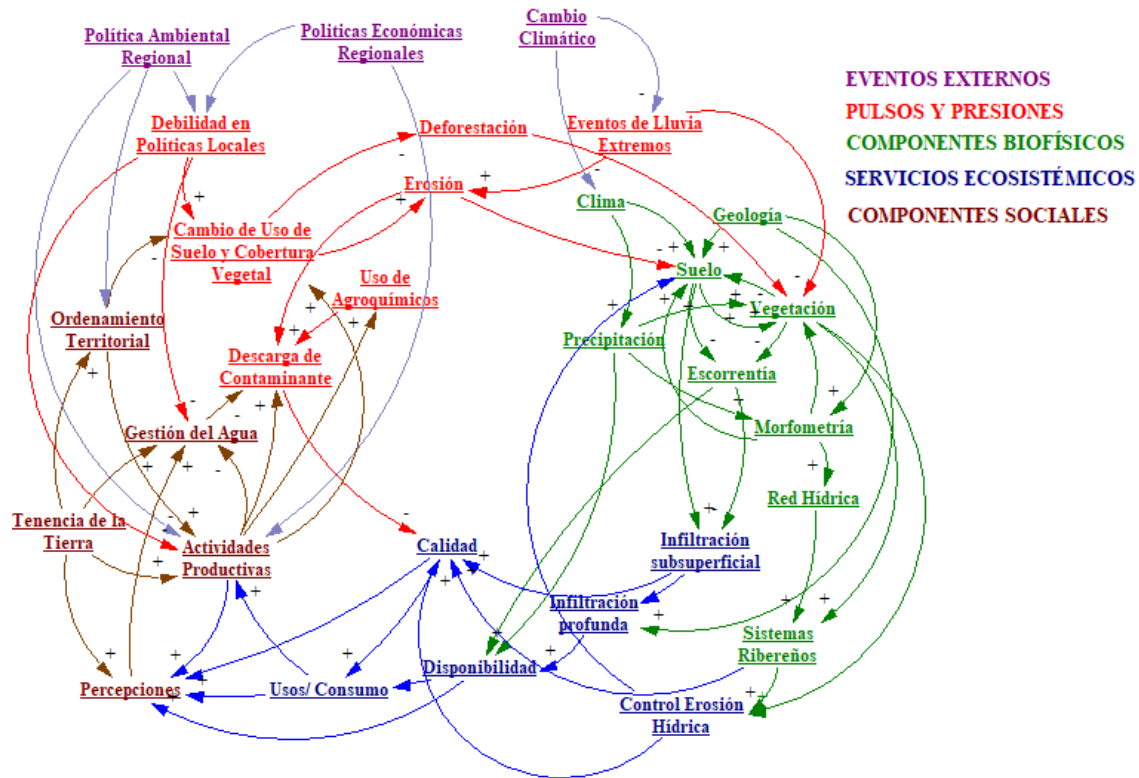 Política Ambiental
Regional
Politicas Económicas
Regionales
Cambio
Climático
EVENTOS EXTERNOS
PULSOS Y PRESIONES
COMPONENTES BIOFÍSICOS
SERVICIOS ECOSISTÉMICOS
COMPONENTES SOCIALES
Debilidad en
Políticas Locales
Deforestación
Eventos de Lluvia
Extremos
Erosión
Clima
Geología
Cambio de Uso de
Suelo y Cobertura
Vegetal
Uso de
Agroquímicos
Suelo
Vegetación
Ordenamiento
Territorial
Precipitación
Descarga de
Contaminante
Escorrentía
Gestión del Agua
Morfometría
Red Hídrica
Tenencia de la
Tierra
Actividades
Productivas
Calidad
Infiltración
subsuperficial
Infiltración
profunda
Sistemas
Ribereños
Percepciones
Usos/ Consumo
Disponibilidad
Control Erosión
Hídrica